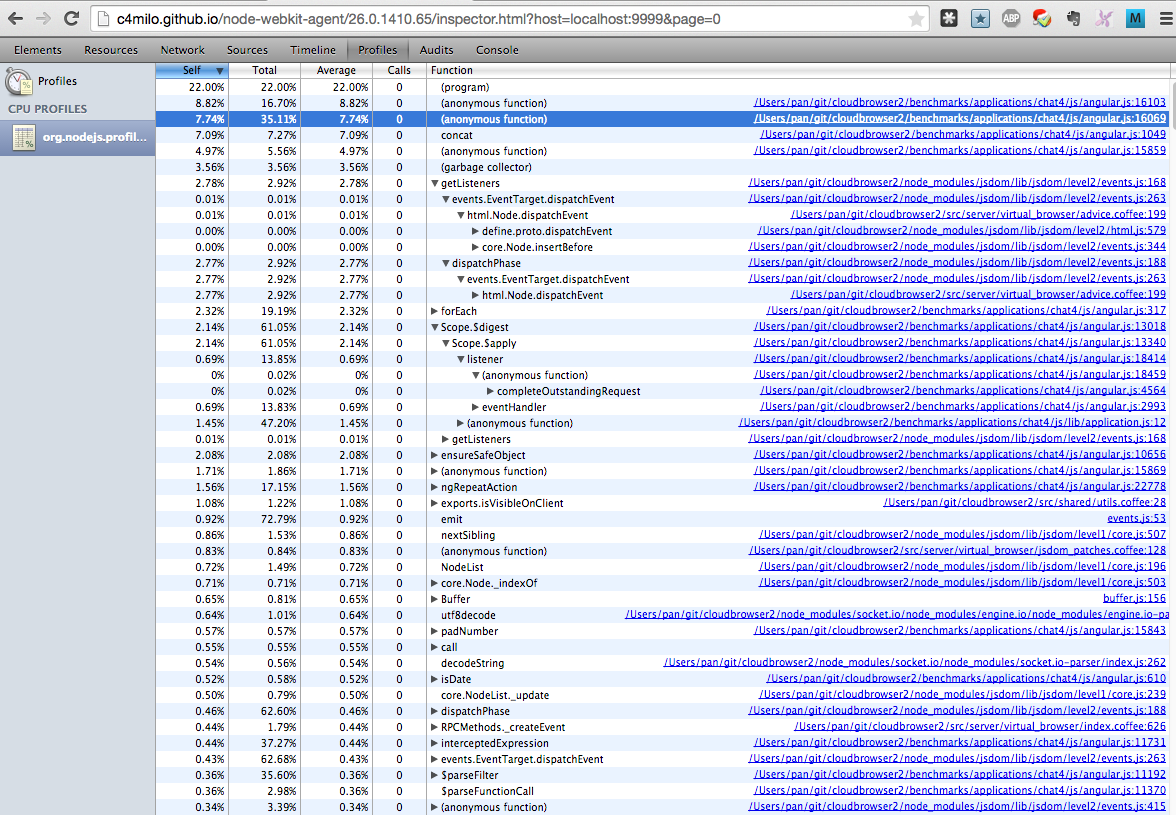 c4milo.github.io/node-webkit-agent/26.0.1410.65/inspector.html?host=localhost:9999&page=0
ABP
M
Elements Resources Network Sources Timeline Profiles Audits Console
Profiles
CPU PROFILES
org.nodejs.profil...
%
Self Total Average Calls Function
22.00% 22.00% 22.00% 0 (program)
8.82% 16.70% 8.82% 0 (anonymous function) /Users/pan/git/cloudbrowser2/benchmarks/applications/chat4/js/angular.js:16103
7.74% 35.11% 7.74% 0 (anonymous function) /Users/pan/git/cloudbrowser2/benchmarks/applications/chat4/js/angular.js:16069
7.09% 7.27% 7.09% 0 concat /Users/pan/git/cloudbrowser2/benchmarks/applications/chat4/js/angular.js:1049
4.97% 5.56% 4.97% 0 (anonymous function) /Users/pan/git/cloudbrowser2/benchmarks/applications/chat4/js/angular.js:15859
3.56% 3.56% 3.56% 0 (garbage collector)
2.78% 2.92% 2.78% 0 getListeners /Users/pan/git/cloudbrowser2/node_modules/jsdom/lib/jsdom/level2/events.js:168
0.01% 0.01% 0.01% 0 events.EventTarget.dispatchEvent /Users/pan/git/cloudbrowser2/node_modules/jsdom/lib/jsdom/level2/events.js:263
0.01% 0.01% 0.01% 0 html.Node.dispatchEvent /Users/pan/git/cloudbrowser2/src/server/virtual_browser/advice.coffee:199
0.00% 0.00% 0.00% 0 define.proto.dispatchEvent /Users/pan/git/cloudbrowser2/node_modules/jsdom/lib/jsdom/level2/html.js:579
0.00% 0.00% 0.00% 0 core.Node.insertBefore /Users/pan/git/cloudbrowser2/node_modules/jsdom/lib/jsdom/level2/events.js:344
2.77% 2.92% 2.77% 0 dispatchPhase /Users/pan/git/cloudbrowser2/node_modules/jsdom/lib/jsdom/level2/events.js:188
2.77% 2.92% 2.77% 0 events.EventTarget.dispatchEvent /Users/pan/git/cloudbrowser2/node_modules/jsdom/lib/jsdom/level2/events.js:263
2.77% 2.92% 2.77% 0 html.Node.dispatchEvent /Users/pan/git/cloudbrowser2/src/server/virtual_browser/advice.coffee:199
2.32% 19.19% 2.32% 0 forEach /Users/pan/git/cloudbrowser2/benchmarks/applications/chat4/js/angular.js:317
2.14% 61.05% 2.14% 0 Scope.$digest /Users/pan/git/cloudbrowser2/benchmarks/applications/chat4/js/angular.js:13018
2.14% 61.05% 2.14% 0 Scope.$apply /Users/pan/git/cloudbrowser2/benchmarks/applications/chat4/js/angular.js:13340
0.69% 13.85% 0.69% 0 listener /Users/pan/git/cloudbrowser2/benchmarks/applications/chat4/js/angular.js:18414
0% 0.02% 0% 0 (anonymous function) /Users/pan/git/cloudbrowser2/benchmarks/applications/chat4/js/angular.js:18459
0% 0.02% 0% 0 completeOutstandingRequest /Users/pan/git/cloudbrowser2/benchmarks/applications/chat4/js/angular.js:4564
0.69% 13.83% 0.69% 0 eventHandler /Users/pan/git/cloudbrowser2/benchmarks/applications/chat4/js/angular.js:2993
1.45% 47.20% 1.45% 0 (anonymous function) /Users/pan/git/cloudbrowser2/benchmarks/applications/chat4/js/lib/application.js:12
0.01% 0.01% 0.01% 0 getListeners /Users/pan/git/cloudbrowser2/node_modules/jsdom/lib/jsdom/level2/events.js:168
2.08% 2.08% 2.08% 0 ensureSafeObject /Users/pan/git/cloudbrowser2/benchmarks/applications/chat4/js/angular.js:10656
1.71% 1.86% 1.71% 0 (anonymous function) /Users/pan/git/cloudbrowser2/benchmarks/applications/chat4/js/angular.js:15869
1.56% 17.15% 1.56% 0 ngRepeatAction /Users/pan/git/cloudbrowser2/benchmarks/applications/chat4/js/angular.js:22778
1.08% 1.22% 1.08% 0 exports.isVisibleOnClient /Users/pan/git/cloudbrowser2/src/shared/utils.coffee:28
0.92% 72.79% 0.92% 0 emit events.js:53
0.86% 1.53% 0.86% 0 nextSibling /Users/pan/git/cloudbrowser2/node_modules/jsdom/lib/jsdom/level1/core.js:507
0.83% 0.84% 0.83% 0 (anonymous function) /Users/pan/git/cloudbrowser2/src/server/virtual_browser/jsdom_patches.coffee:128
0.72% 1.49% 0.72% 0 NodeList /Users/pan/git/cloudbrowser2/node_modules/jsdom/lib/jsdom/level1/core.js:196
0.71% 0.71% 0.71% 0 core.Node._indexOf /Users/pan/git/cloudbrowser2/node_modules/jsdom/lib/jsdom/level1/core.js:503
0.65% 0.81% 0.65% 0 Buffer buffer.js:156
0.64% 1.01% 0.64% 0 utf8decode /Users/pan/git/cloudbrowser2/node_modules/socket.io/node_modules/engine.io/node_modules/engine.io-pa
0.57% 0.57% 0.57% 0 padNumber /Users/pan/git/cloudbrowser2/benchmarks/applications/chat4/js/angular.js:15843
0.55% 0.55% 0.55% 0 call
0.54% 0.56% 0.54% 0 decodeString /Users/pan/git/cloudbrowser2/node_modules/socket.io/node_modules/socket.io-parser/index.js:262
0.52% 0.58% 0.52% 0 isDate /Users/pan/git/cloudbrowser2/benchmarks/applications/chat4/js/angular.js:610
0.50% 0.79% 0.50% 0 core.NodeList._update /Users/pan/git/cloudbrowser2/node_modules/jsdom/lib/jsdom/level1/core.js:239
0.46% 62.60% 0.46% 0 dispatchPhase /Users/pan/git/cloudbrowser2/node_modules/jsdom/lib/jsdom/level2/events.js:188
0.44% 1.79% 0.44% 0 RPCMethods._createEvent /Users/pan/git/cloudbrowser2/src/server/virtual_browser/index.coffee:626
0.44% 37.27% 0.44% 0 interceptedExpression /Users/pan/git/cloudbrowser2/benchmarks/applications/chat4/js/angular.js:11731
0.43% 62.68% 0.43% 0 events.EventTarget.dispatchEvent /Users/pan/git/cloudbrowser2/node_modules/jsdom/lib/jsdom/level2/events.js:263
0.36% 35.60% 0.36% 0 $parseFilter /Users/pan/git/cloudbrowser2/benchmarks/applications/chat4/js/angular.js:11192
0.36% 2.98% 0.36% 0 $parseFunctionCall /Users/pan/git/cloudbrowser2/benchmarks/applications/chat4/js/angular.js:11370
0.34% 3.39% 0.34% 0 (anonymous function) /Users/pan/git/cloudbrowser2/node_modules/jsdom/lib/jsdom/level2/events.js:415